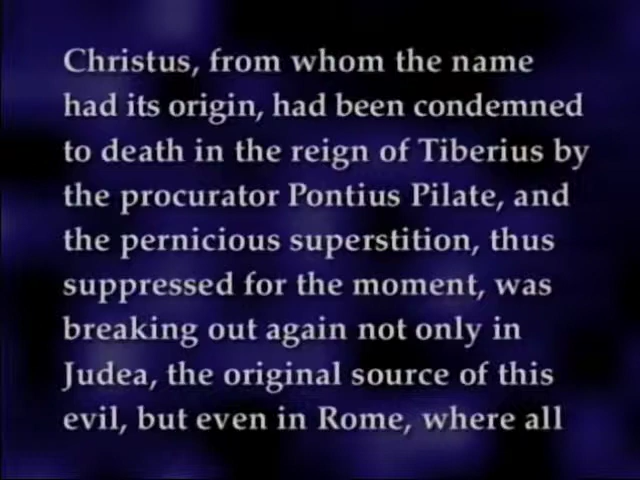 Christus, from whom the name
had its origin, had been condemned
to death in the reign of Tiberius by
the procurator Pontius Pilate, and
the pernicious superstition, thus
suppressed for the moment, was
breaking out again not only in
Judea, the original source of this
evil, but even in Rome, where all